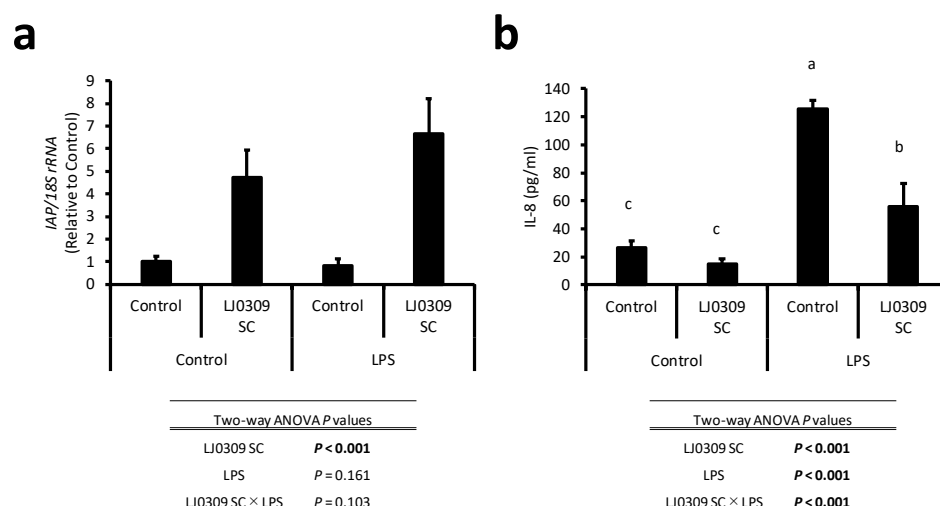 a
9
8
7
6
5
4
3
2
1
0
IAP/18S rRNA
(Relative to Control)
Control LJ0309 SC Control LJ0309 SC
Control LPS
Two-way ANOVA P values
LJ0309 SC P < 0.001
LPS P = 0.161
LJ0309 SC × LPS P = 0.103
b
140
120
100
80
60
40
20
0
IL-8 (pg/ml)
c c a b
Control LJ0309 SC Control LJ0309 SC
Control LPS
Two-way ANOVA P values
LJ0309 SC P < 0.001
LPS P < 0.001
LJ0309 SC × LPS P < 0.001